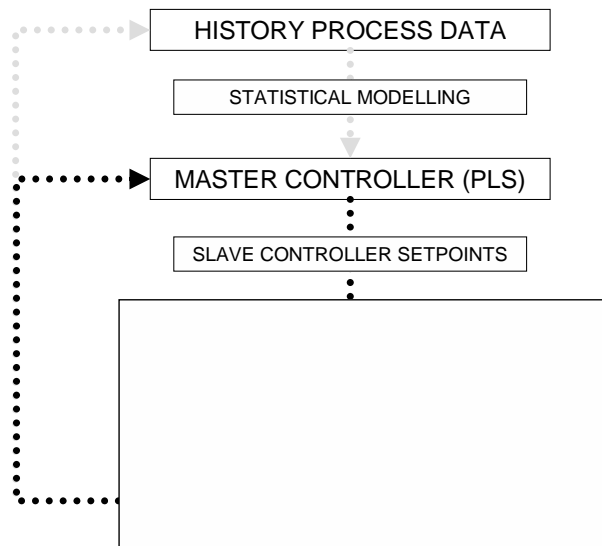 HISTORY PROCESS DATA
STATISTICAL MODELLING
MASTER CONTROLLER (PLS)
SLAVE CONTROLLER SETPOINTS